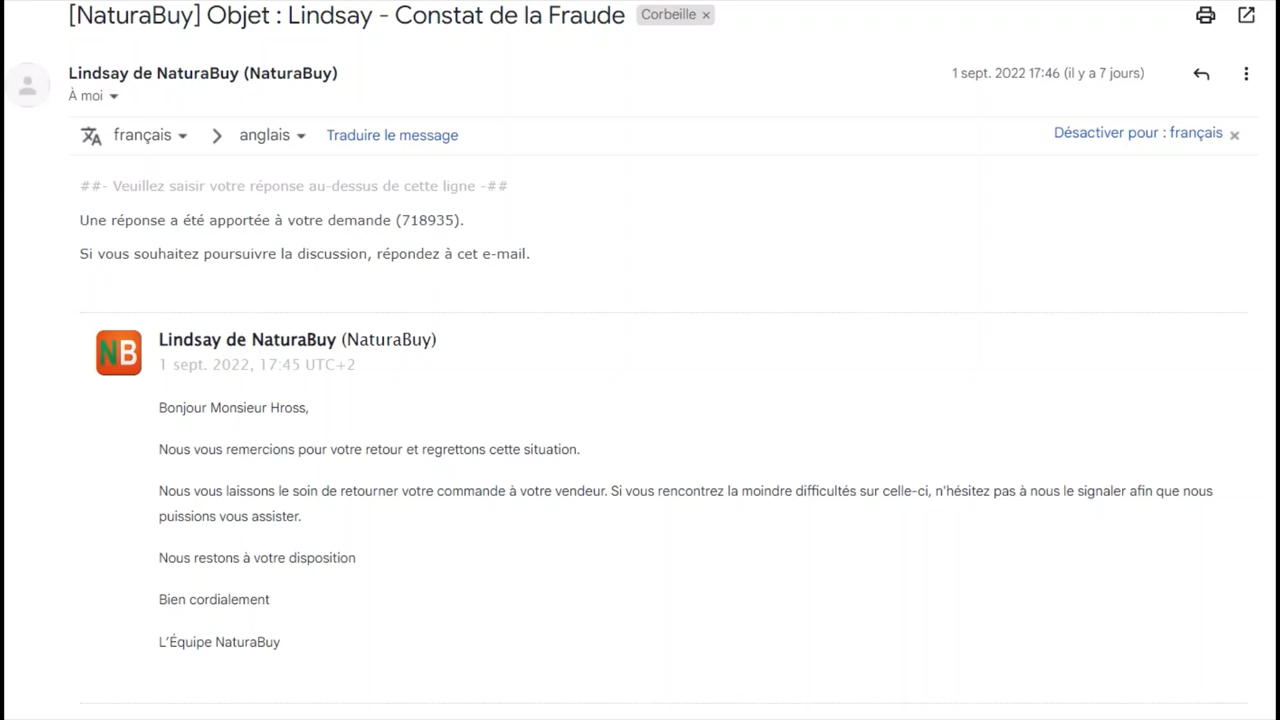 [NaturaBuy] Objet : Lindsay - Constat de la Fraude Corbeille ×
Lindsay de NaturaBuy (NaturaBuy) 1 sept. 2022 17:46 (il y a 7 jours)
À moi
français > anglais Traduire le message Désactiver pour : français ×
##- Veuillez saisir votre réponse au-dessus de cette ligne -##
Une réponse a été apportée à votre demande (718935).
Si vous souhaitez poursuivre la discussion, répondez à cet e-mail.
NB Lindsay de NaturaBuy (NaturaBuy)
1 sept. 2022, 17:45 UTC+2
Bonjour Monsieur Hross,
Nous vous remercions pour votre retour et regrettons cette situation.
Nous vous laissons le soin de retourner votre commande à votre vendeur. Si vous rencontrez la moindre difficultés sur celle-ci, n'hésitez pas à nous le signaler afin que nous
puissions vous assister.
Nous restons à votre disposition
Bien cordialement
L'Équipe NaturaBuy